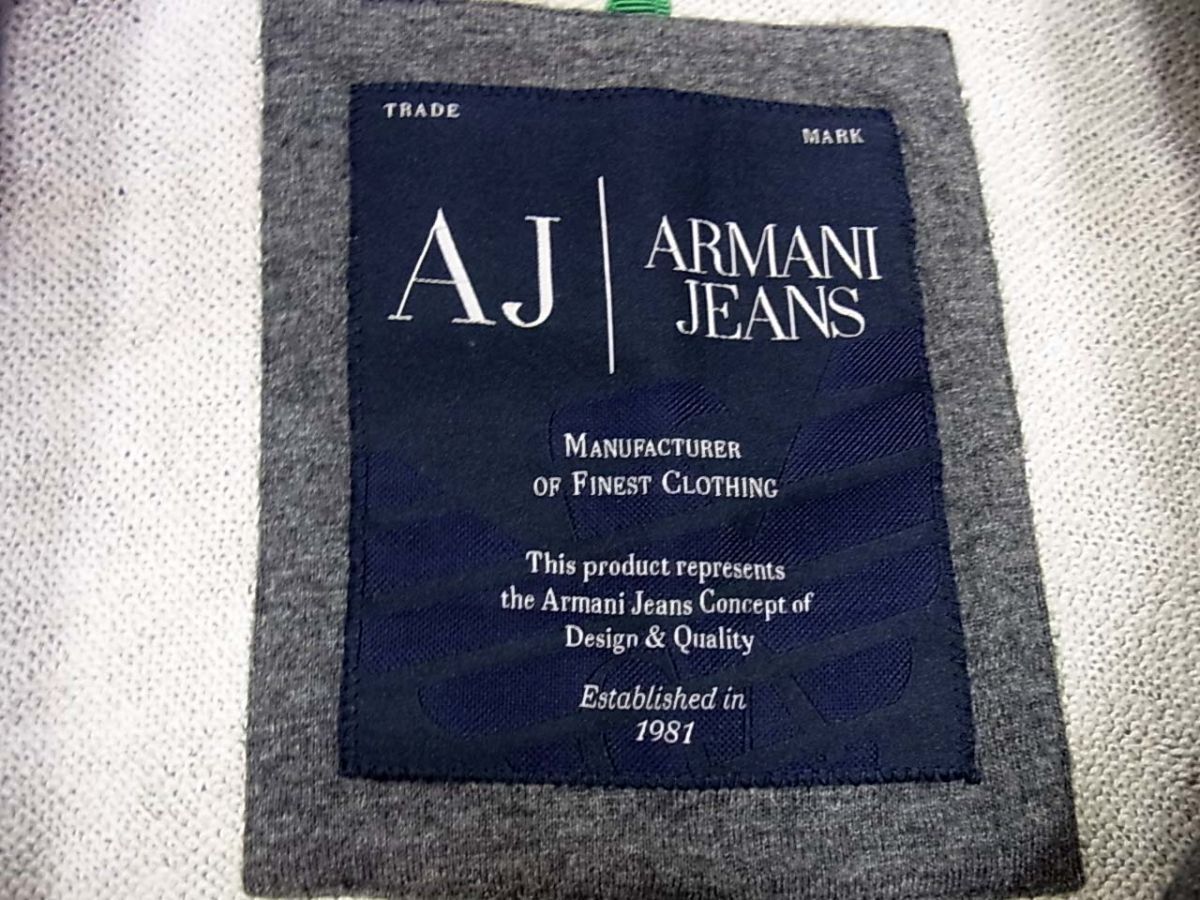 TRADE
MARK
AJ
ARMANI
JEANS
MANUFACTURER
OF FINEST CLOTHING
This product represents
the Armani Jeans Concept of
Design & Quality
Established in
1981